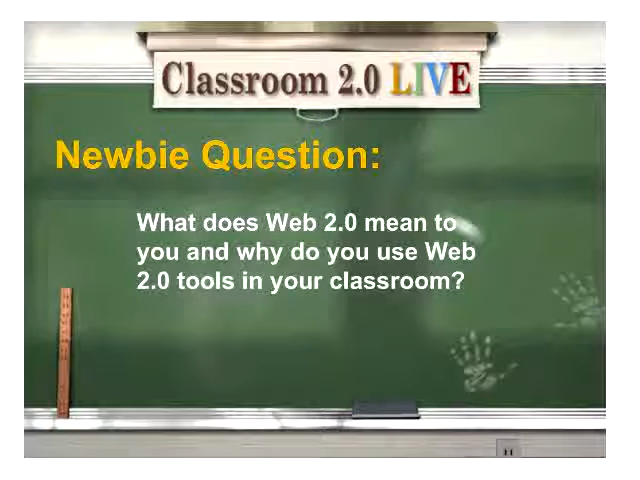 Classroom 2.0 LIVE
Newbie Question:
What does Web 2.0 mean to
you and why do you use Web
2.0 tools in your classroom?